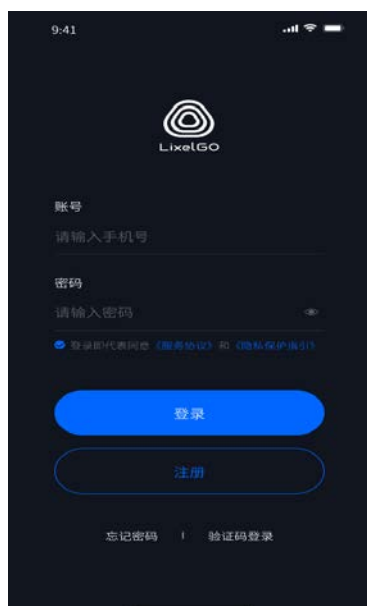 9:41
LixelGO
账号
请输入手机号
密码
请输入密码
登录即代表同意《服务协议》和《隐私保护指引》
登录
注册
忘记密码 | 验证码登录